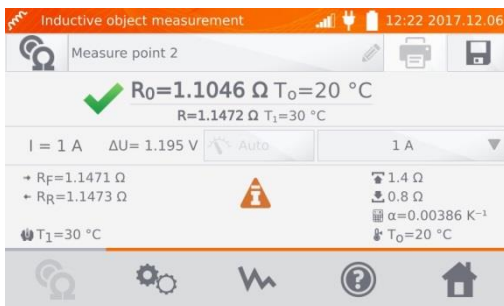 Inductive object measurement 12:22 2017.12.06
Measure point 2
R0=1.1046 Ω To=20 °C
R=1.1472 Ω T1=30 °C
I = 1 A ΔU= 1.195 V Auto 1 A
RF=1.1471 Ω 1.4 Ω
RR=1.1473 Ω 0.8 Ω
α=0.00386 K⁻¹
T1=30 °C To=20 °C